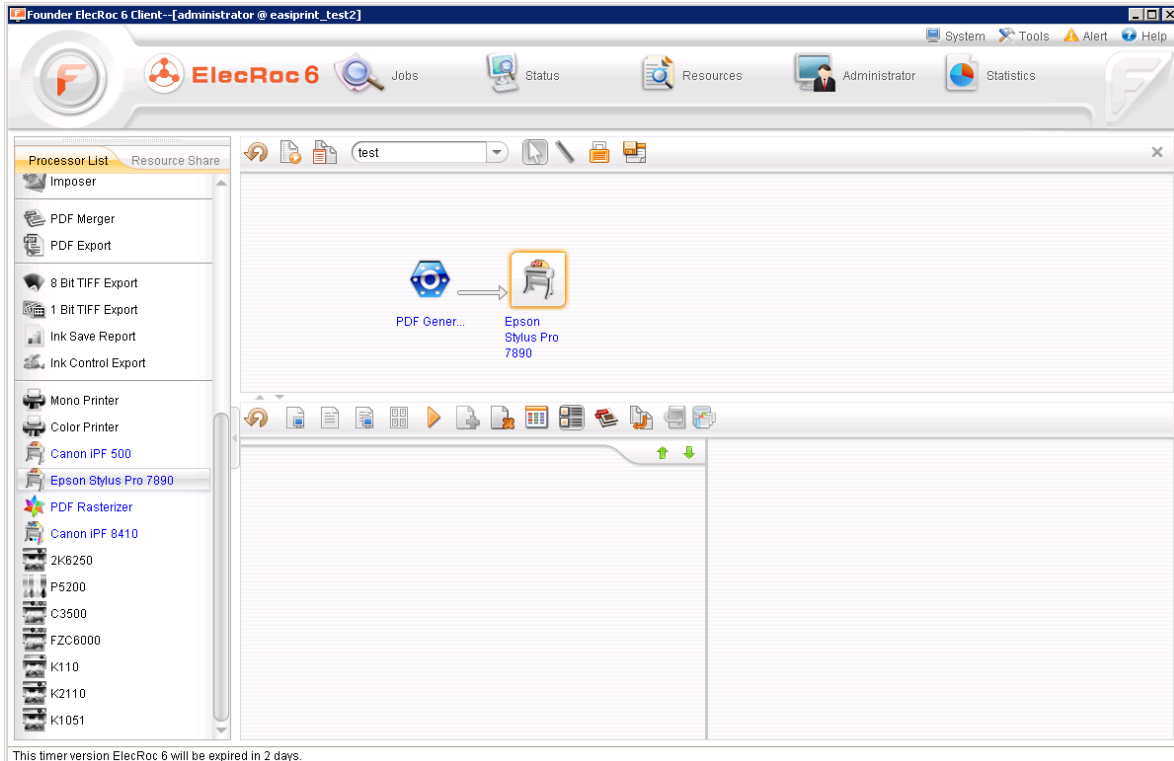 Founder ElecRoc 6 Client--[administrator @ easiprint_test2]
System Tools Alert Help
ElecRoc 6 Jobs Status Resources Administrator Statistics
Processor List Resource Share
test
Imposer
PDF Merger
PDF Export
8 Bit TIFF Export
1 Bit TIFF Export
Ink Save Report
Ink Control Export
Mono Printer
Color Printer
Canon iPF 500
Epson Stylus Pro 7890
PDF Rasterizer
Canon iPF 8410
2K6250
P5200
C3500
FZC6000
K110
K2110
K1051
PDF Gener...
Epson
Stylus Pro
7890
This timer version ElecRoc 6 will be expired in 2 days.